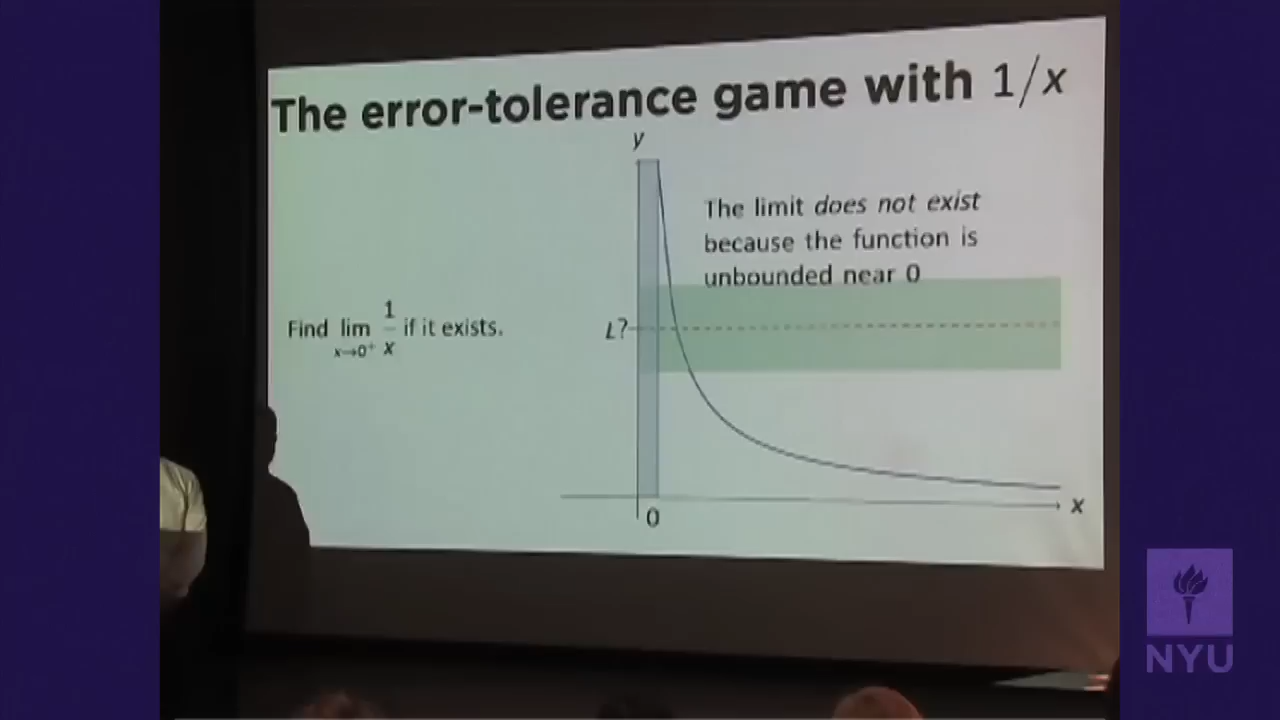 The error-tolerance game with 1/x
y
The limit does not exist
because the function is
unbounded near 0
Find lim 1/x if it exists.
x→0⁺
L?
0
x
NYU